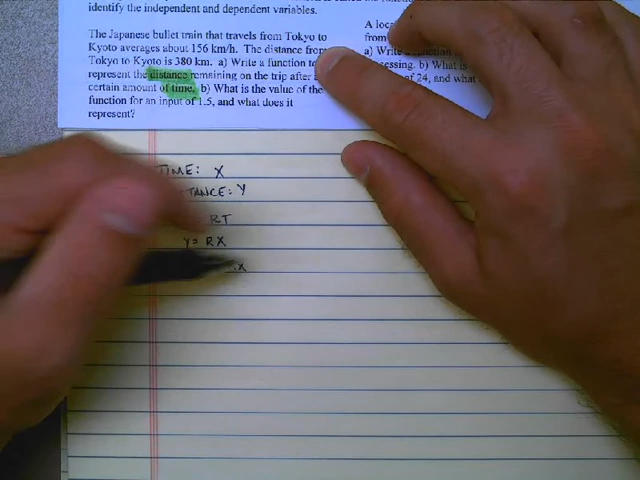 identify the independent and dependent variables.
The Japanese bullet train that travels from Tokyo to
Kyoto averages about 156 km/h. The distance from
Tokyo to Kyoto is 380 km. a) Write a function to
represent the distance remaining on the trip after
certain amount of time. b) What is the value of the
function for an input of 1.5, and what does it
represent?
A local
from
a) Write a function
essing. b) What is
of 24, and what
TIME: X
TANCE: Y
RT
Y = RX
X